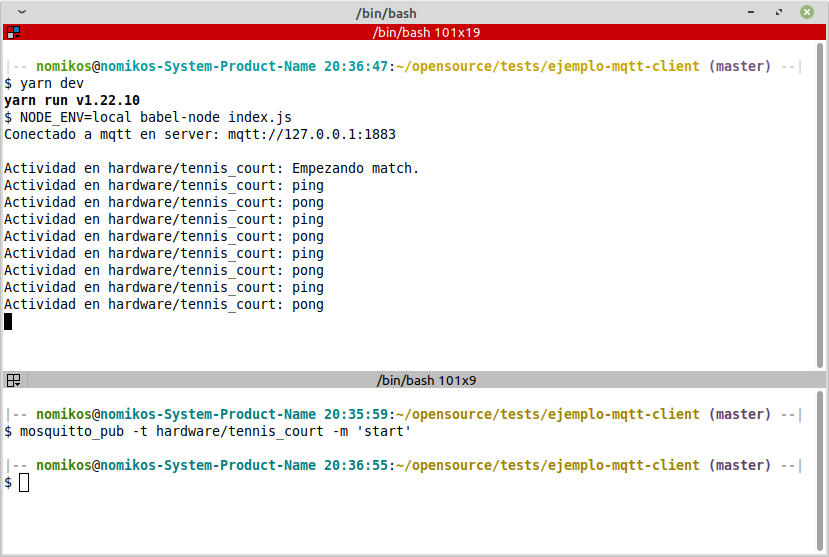 /bin/bash
/bin/bash 101x19
|-- nomikos@nomikos-System-Product-Name 20:36:47:~/opensource/tests/ejemplo-mqtt-client (master) --|
$ yarn dev
yarn run v1.22.10
$ NODE_ENV=local babel-node index.js
Conectado a mqtt en server: mqtt://127.0.0.1:1883
Actividad en hardware/tennis_court: Empezando match.
Actividad en hardware/tennis_court: ping
Actividad en hardware/tennis_court: pong
Actividad en hardware/tennis_court: ping
Actividad en hardware/tennis_court: pong
Actividad en hardware/tennis_court: ping
Actividad en hardware/tennis_court: pong
Actividad en hardware/tennis_court: ping
Actividad en hardware/tennis_court: pong
/bin/bash 101x9
|-- nomikos@nomikos-System-Product-Name 20:35:59:~/opensource/tests/ejemplo-mqtt-client (master) --|
$ mosquitto_pub -t hardware/tennis_court -m 'start'
|-- nomikos@nomikos-System-Product-Name 20:36:55:~/opensource/tests/ejemplo-mqtt-client (master) --|
$